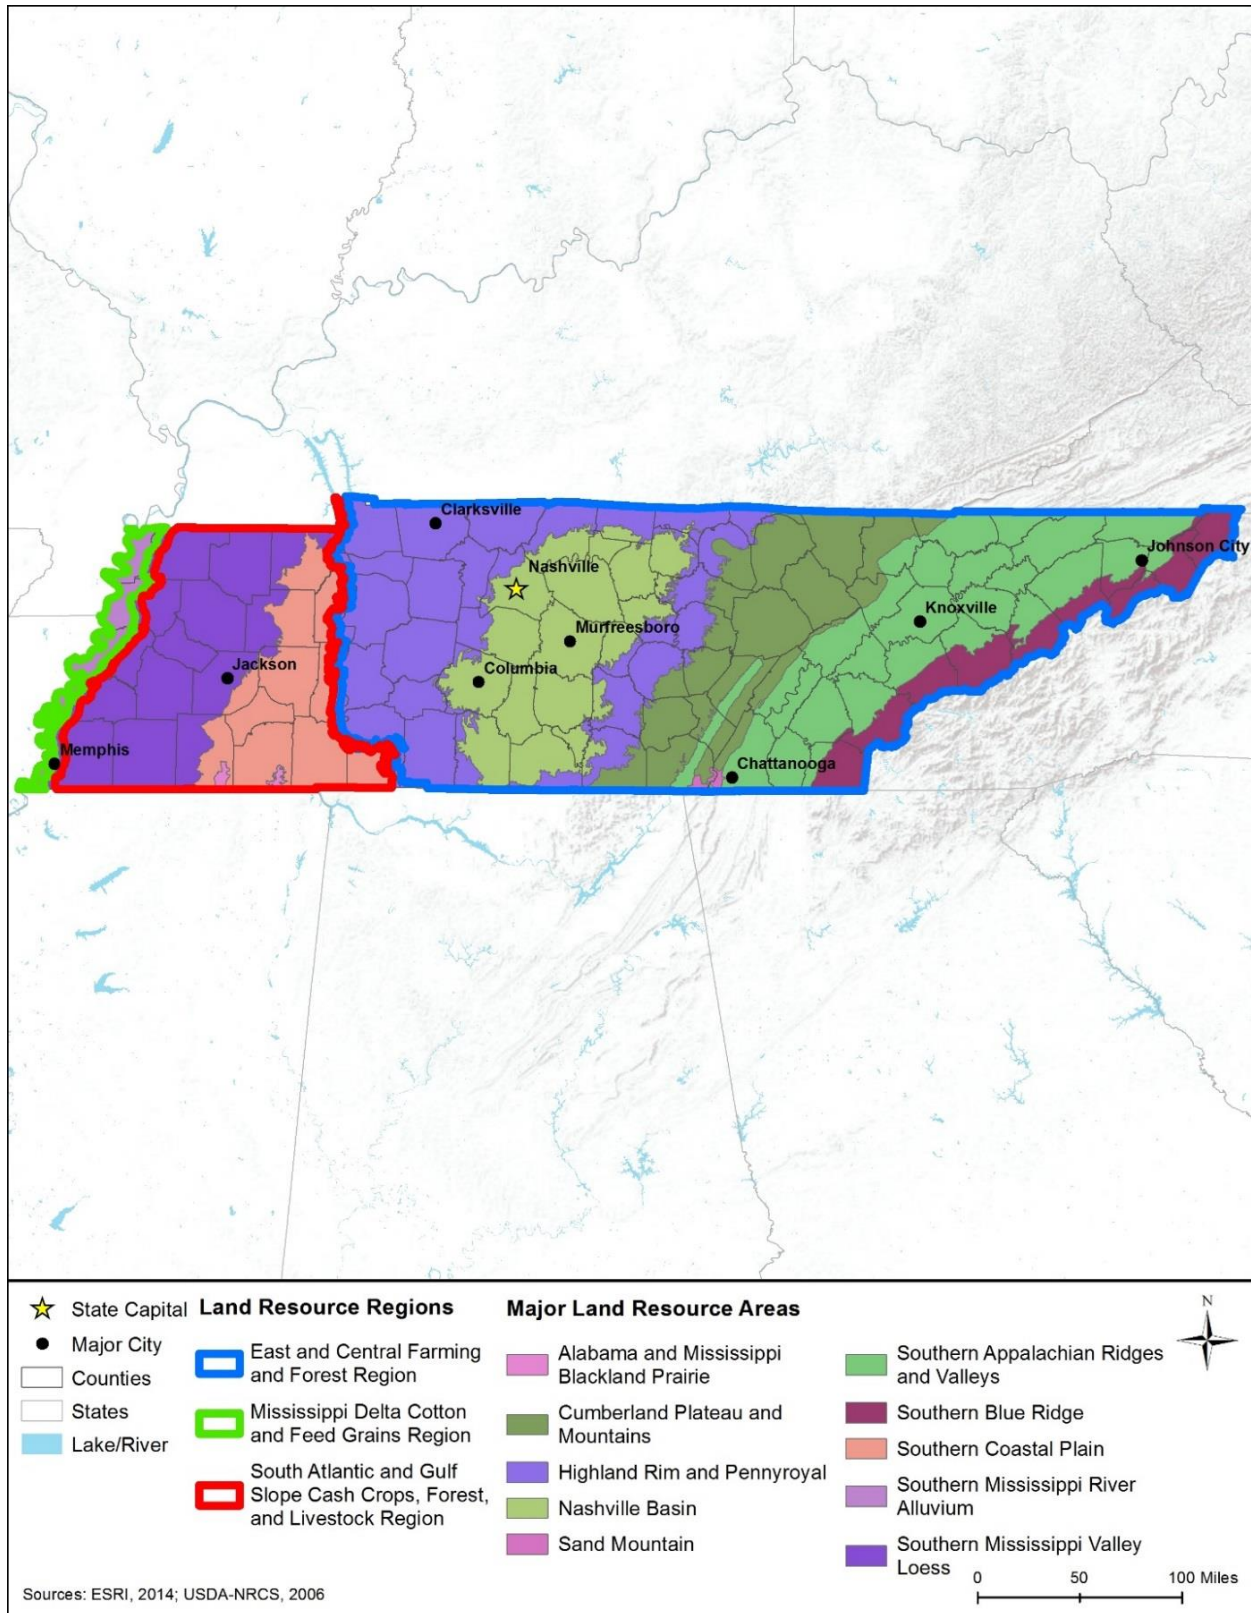 Clarksville
Nashville
Johnson City
Knoxville
Murfreesboro
Columbia
Jackson
Memphis
Chattanooga
State Capital
Major City
Counties
States
Lake/River
Land Resource Regions
East and Central Farming
and Forest Region
Mississippi Delta Cotton
and Feed Grains Region
South Atlantic and Gulf
Slope Cash Crops, Forest,
and Livestock Region
Major Land Resource Areas
Alabama and Mississippi
Blackland Prairie
Cumberland Plateau and
Mountains
Highland Rim and Pennyroyal
Nashville Basin
Sand Mountain
Southern Appalachian Ridges
and Valleys
Southern Blue Ridge
Southern Coastal Plain
Southern Mississippi River
Alluvium
Southern Mississippi Valley
Loess
N
0 50 100 Miles
Sources: ESRI, 2014; USDA-NRCS, 2006